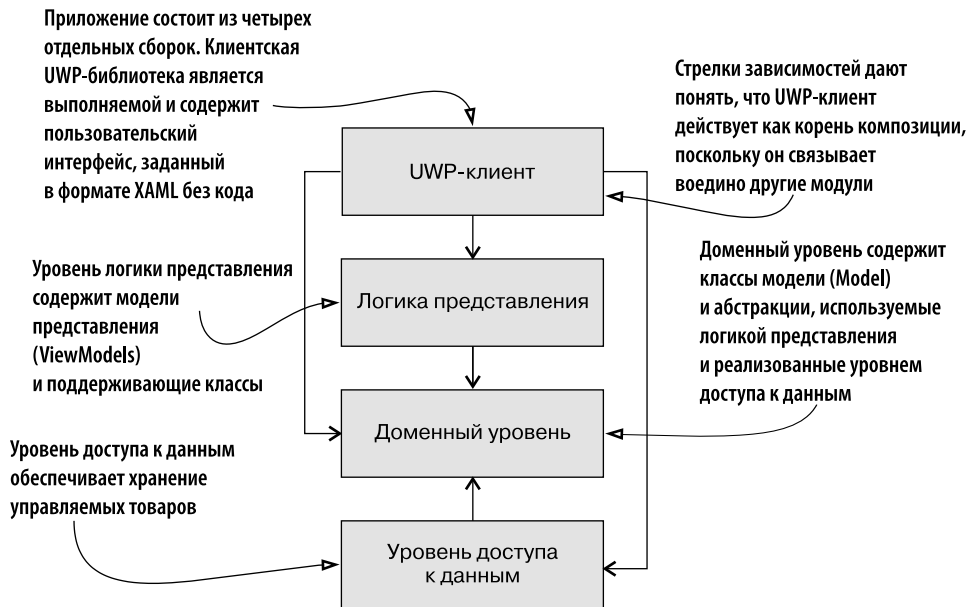 Приложение состоит из четырех
отдельных сборок. Клиентская
UWP-библиотека является
выполняемой и содержит
пользовательский
интерфейс, заданный
в формате XAML без кода
Стрелки зависимостей дают
понять, что UWP-клиент
действует как корень композиции,
поскольку он связывает
воедино другие модули
UWP-клиент
Уровень логики представления
содержит модели
представления
(ViewModels)
и поддерживающие классы
Логика представления
Доменный уровень содержит
классы модели (Model)
и абстракции, используемые
логикой представления
и реализованные уровнем
доступа к данным
Доменный уровень
Уровень доступа к данным
обеспечивает хранение
управляемых товаров
Уровень доступа
к данным